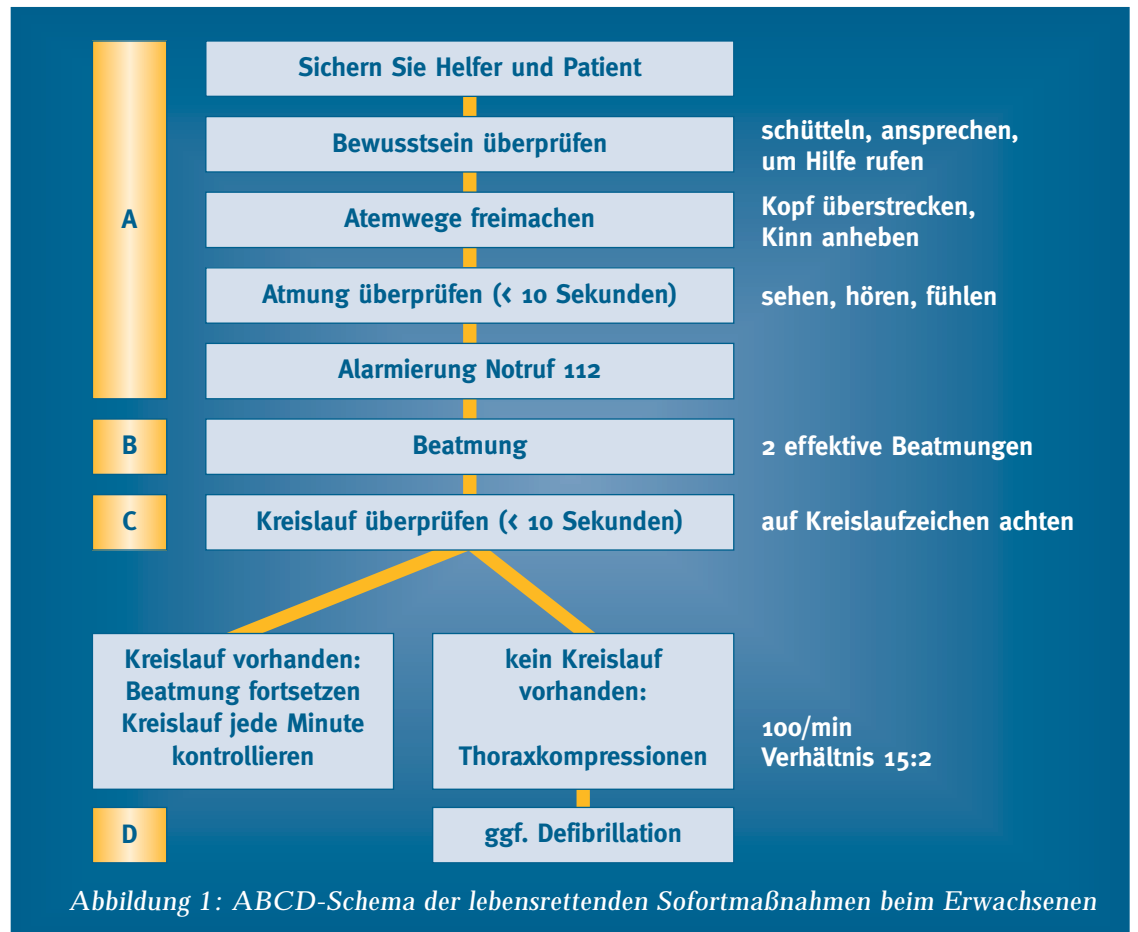 Sichern Sie Helfer und Patient
Bewusstsein überprüfen
schütteln, ansprechen,
um Hilfe rufen
A
Atemwege freimachen
Kopf überstrecken,
Kinn anheben
Atmung überprüfen (< 10 Sekunden)
sehen, hören, fühlen
Alarmierung Notruf 112
B
Beatmung
2 effektive Beatmungen
C
Kreislauf überprüfen (< 10 Sekunden)
auf Kreislaufzeichen achten
Kreislauf vorhanden:
Beatmung fortsetzen
Kreislauf jede Minute
kontrollieren
kein Kreislauf
vorhanden:
Thoraxkompressionen
100/min
Verhältnis 15:2
D
ggf. Defibrillation
Abbildung 1: ABCD-Schema der lebensrettenden Sofortmaßnahmen beim Erwachsenen